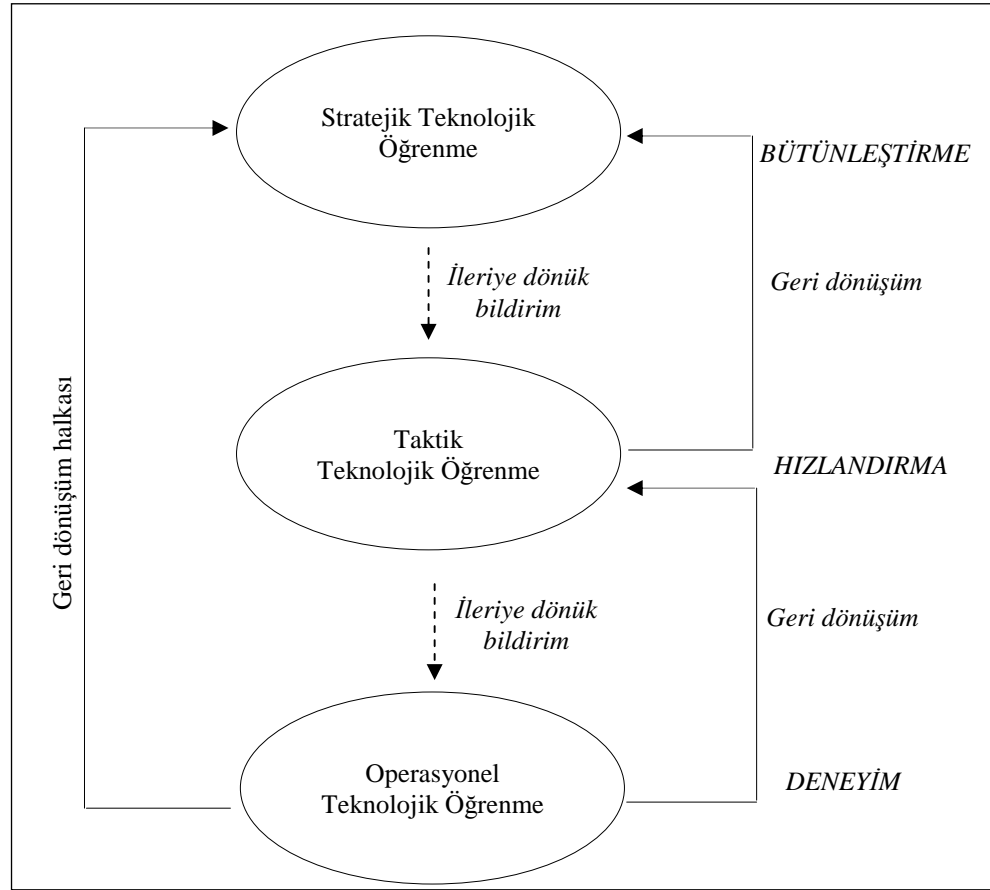 Stratejik Teknolojik
Öğrenme
BÜTÜNLEŞTİRME
İleriye dönük
bildirim
Geri dönüşüm
Geri dönüşüm halkası
Taktik
Teknolojik Öğrenme
HIZLANDIRMA
İleriye dönük
bildirim
Geri dönüşüm
Operasyonel
Teknolojik Öğrenme
DENEYİM